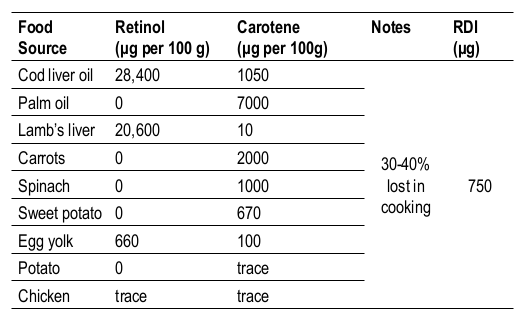 Food Source Retinol (µg per 100 g) Carotene (µg per 100g) Notes RDI (µg)
Cod liver oil 28,400 1050
Palm oil 0 7000
Lamb's liver 20,600 10
Carrots 0 2000
Spinach 0 1000
Sweet potato 0 670
Egg yolk 660 100
Potato 0 trace
Chicken trace trace
30-40%
lost in
cooking
750